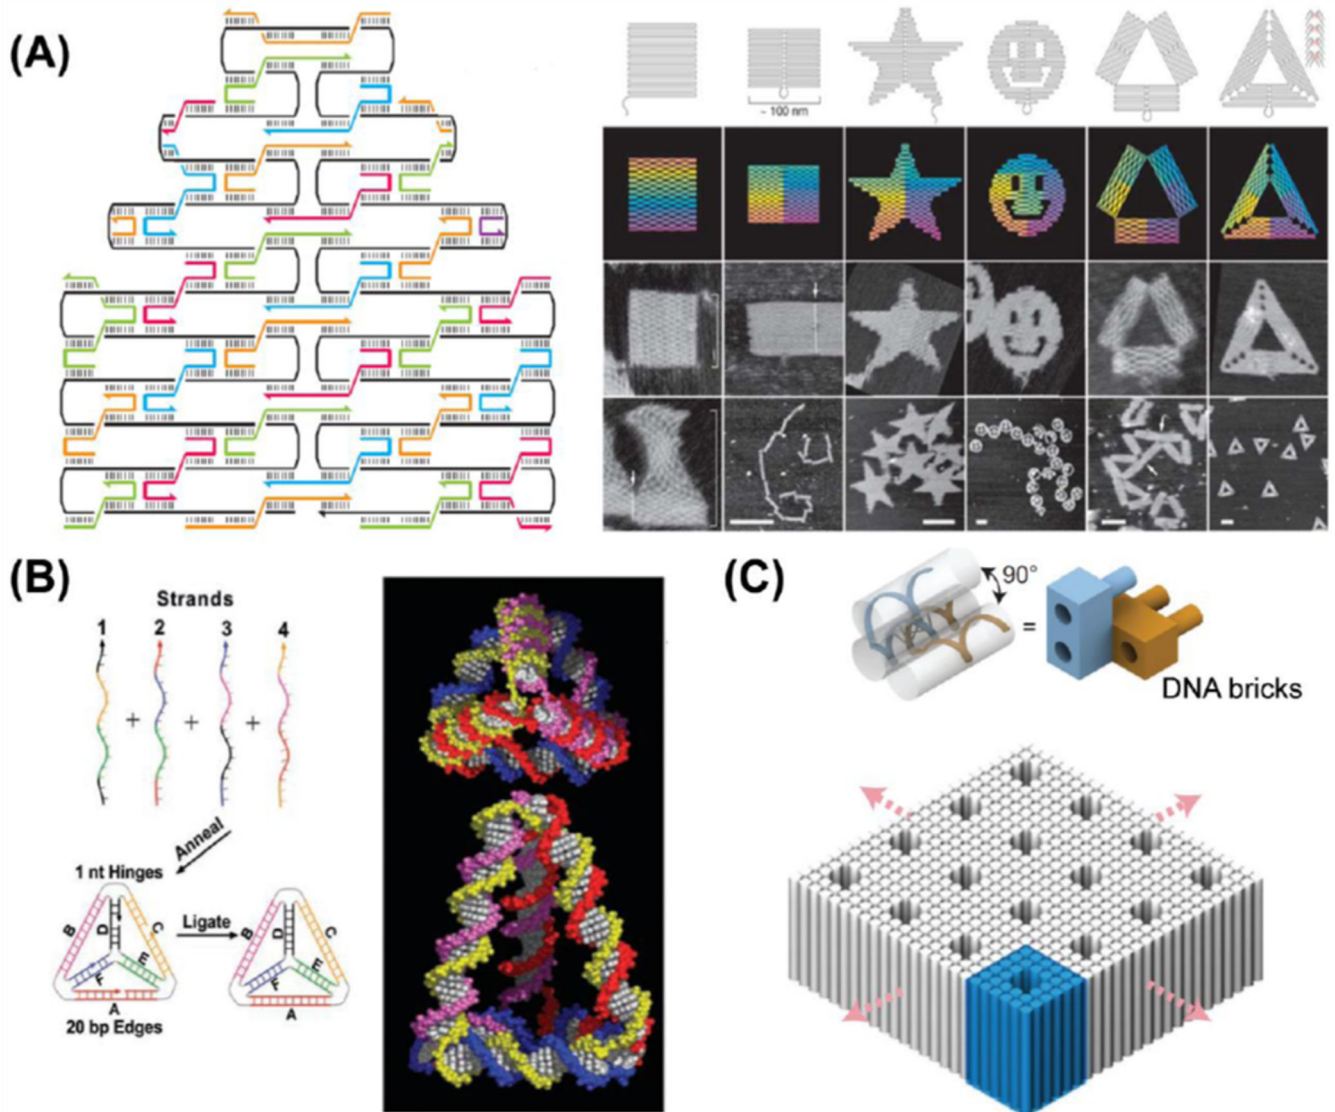 (A)
~ 100 nm
(B)
Strands
1 2 3 4
+ + +
Anneal
1 nt Hinges
Ligate
B D C E F A
B D C E F A
20 bp Edges
(C)
90°
=
DNA bricks